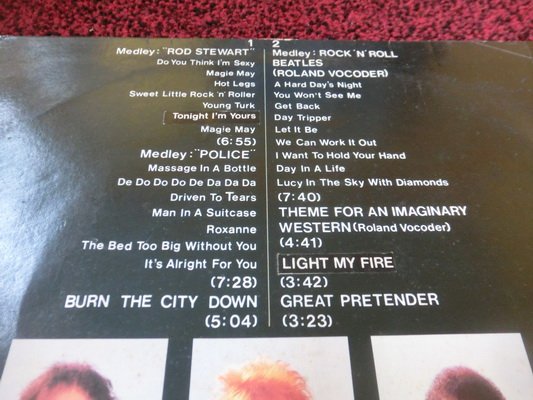 1
Medley: "ROD STEWART"
Do You Think I'm Sexy
Magie May
Hot Legs
Sweet Little Rock 'n' Roller
Young Turk
Tonight I'm Yours
Magie May
(6:55)
Medley: "POLICE"
Massage In A Bottle
De Do Do Do De Da Da Da
Driven To Tears
Man In A Suitcase
Roxanne
The Bed Too Big Without You
It's Alright For You
(7:28)
BURN THE CITY DOWN
(5:04)
2
Medley: ROCK 'N' ROLL
BEATLES
(ROLAND VOCODER)
A Hard Day's Night
You Won't See Me
Get Back
Day Tripper
Let It Be
We Can Work It Out
I Want To Hold Your Hand
Day In A Life
Lucy In The Sky With Diamonds
(7:40)
THEME FOR AN IMAGINARY
WESTERN (Roland Vocoder)
(4:41)
LIGHT MY FIRE
(3:42)
GREAT PRETENDER
(3:23)